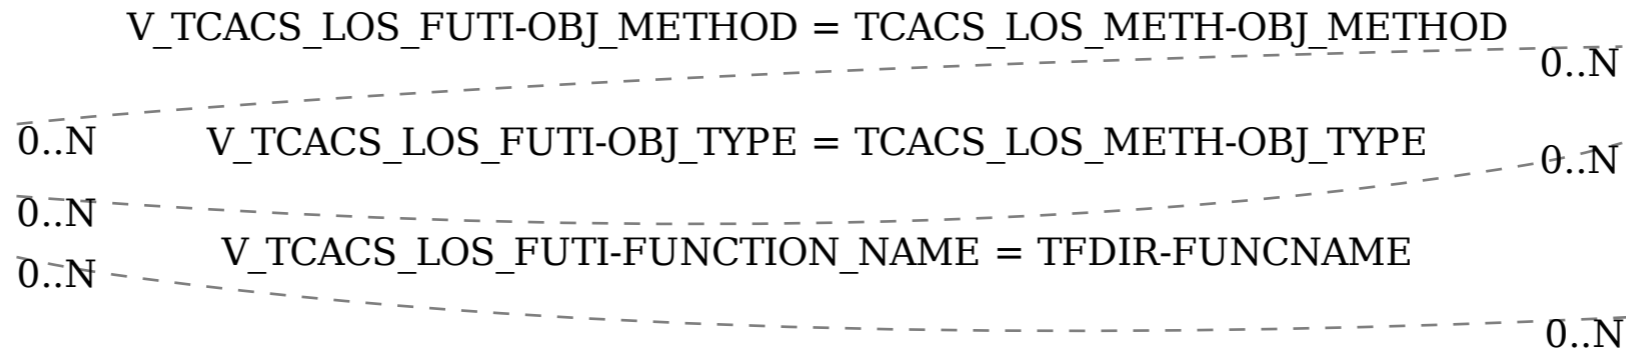 V_TCACS_LOS_FUTI-OBJ_METHOD = TCACS_LOS_METH-OBJ_METHOD
0..N
0..N
V_TCACS_LOS_FUTI-OBJ_TYPE = TCACS_LOS_METH-OBJ_TYPE
0..N
0..N
V_TCACS_LOS_FUTI-FUNCTION_NAME = TFDIR-FUNCNAME
0..N
0..N